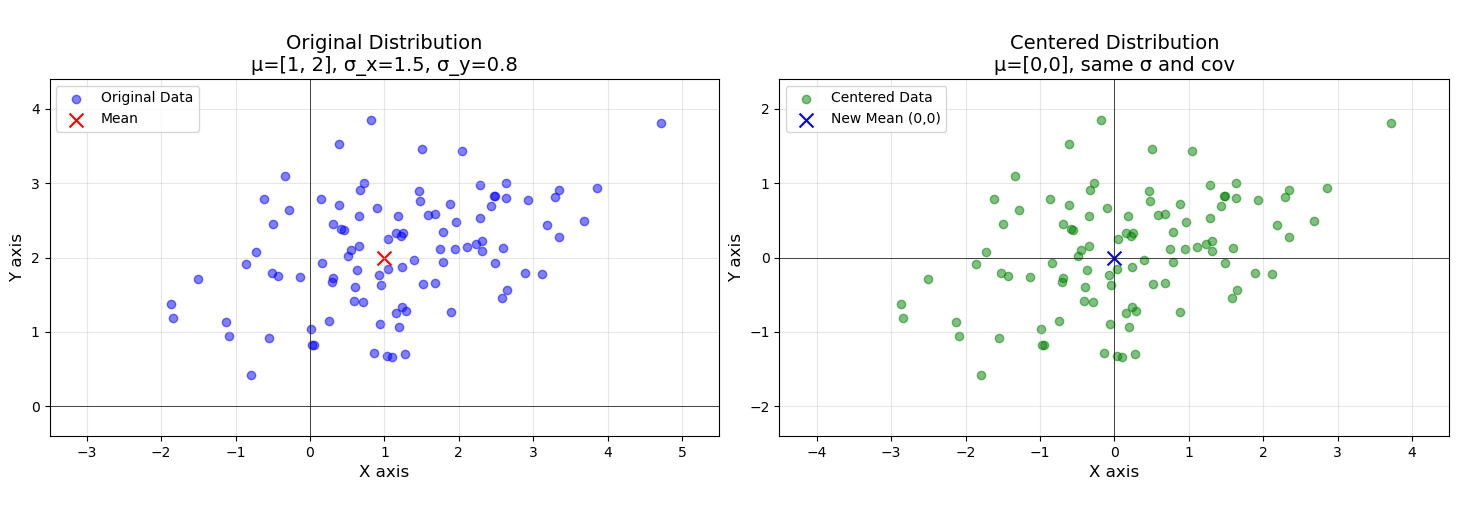 Original Distribution
μ=[1, 2], σ_x=1.5, σ_y=0.8
Original Data
Mean
Y axis
4
3
2
1
0
−3
−2
−1
0
1
2
3
4
5
X axis
Centered Distribution
μ=[0,0], same σ and cov
Centered Data
New Mean (0,0)
Y axis
2
1
0
−1
−2
−4
−3
−2
−1
0
1
2
3
4
X axis